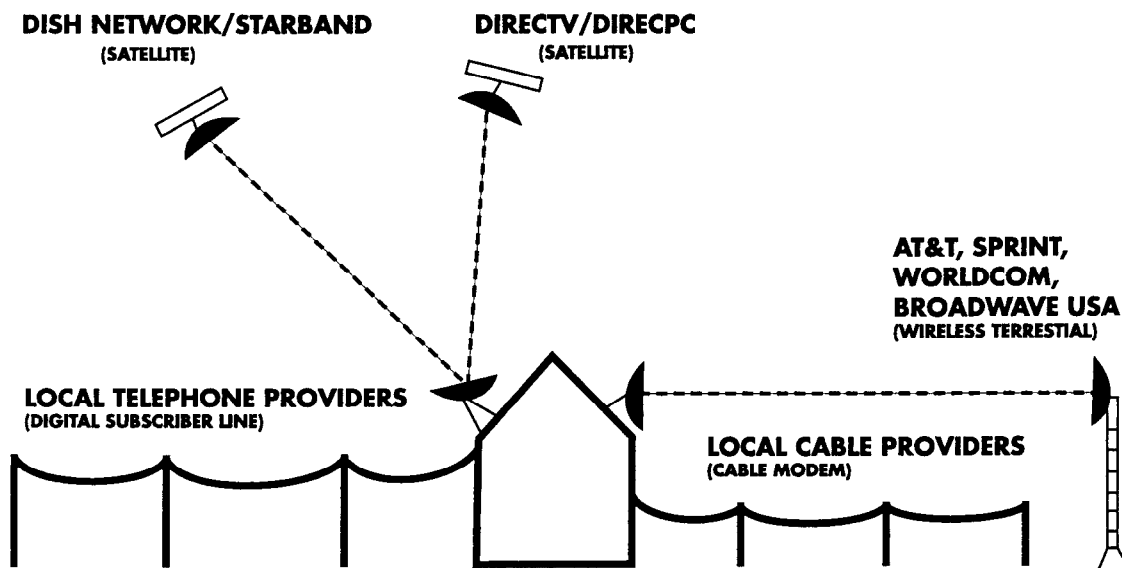 DISH NETWORK/STARBAND
(SATELLITE)
DIRECTV/DIRECPC
(SATELLITE)
AT&T, SPRINT,
WORLDCOM,
BROADWAVE USA
(WIRELESS TERRESTIAL)
LOCAL TELEPHONE PROVIDERS
(DIGITAL SUBSCRIBER LINE)
LOCAL CABLE PROVIDERS
(CABLE MODEM)